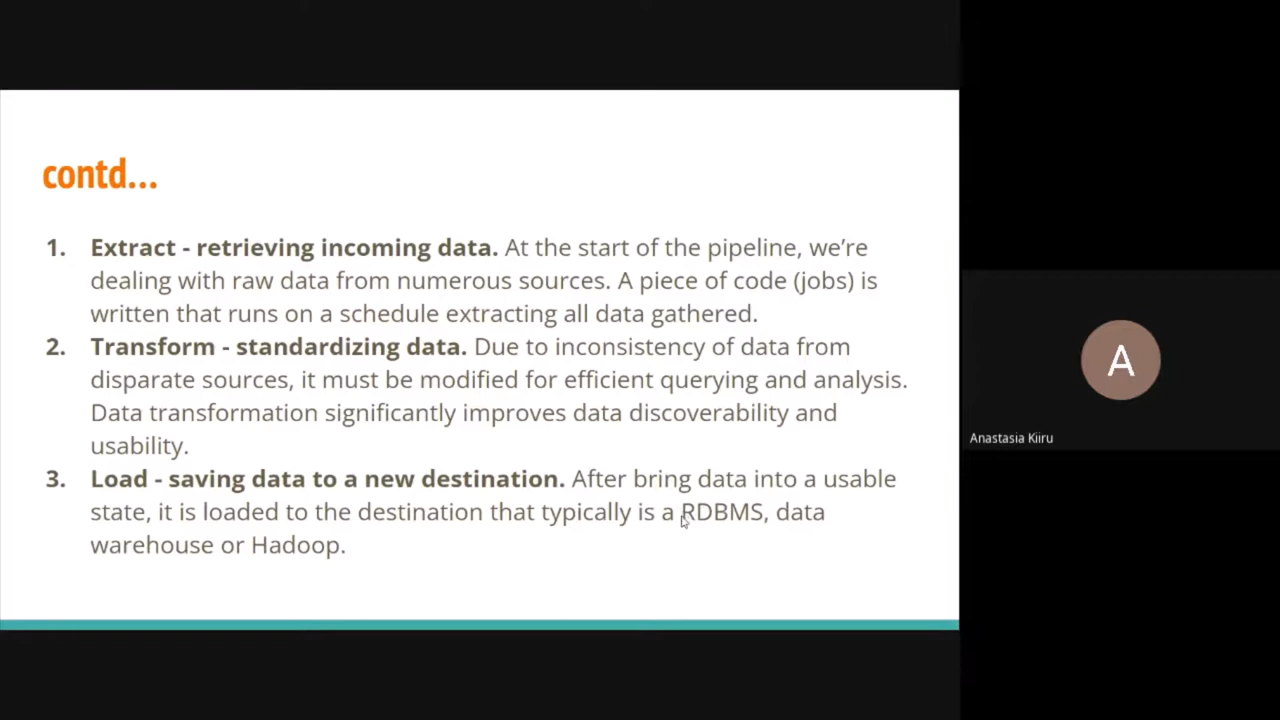 contd...
1. Extract - retrieving incoming data. At the start of the pipeline, we’re
dealing with raw data from numerous sources. A piece of code (jobs) is
written that runs on a schedule extracting all data gathered.
2. Transform - standardizing data. Due to inconsistency of data from
disparate sources, it must be modified for efficient querying and analysis.
Data transformation significantly improves data discoverability and
usability.
3. Load - saving data to a new destination. After bring data into a usable
state, it is loaded to the destination that typically is a RDBMS, data
warehouse or Hadoop.
A
Anastasia Kiiru